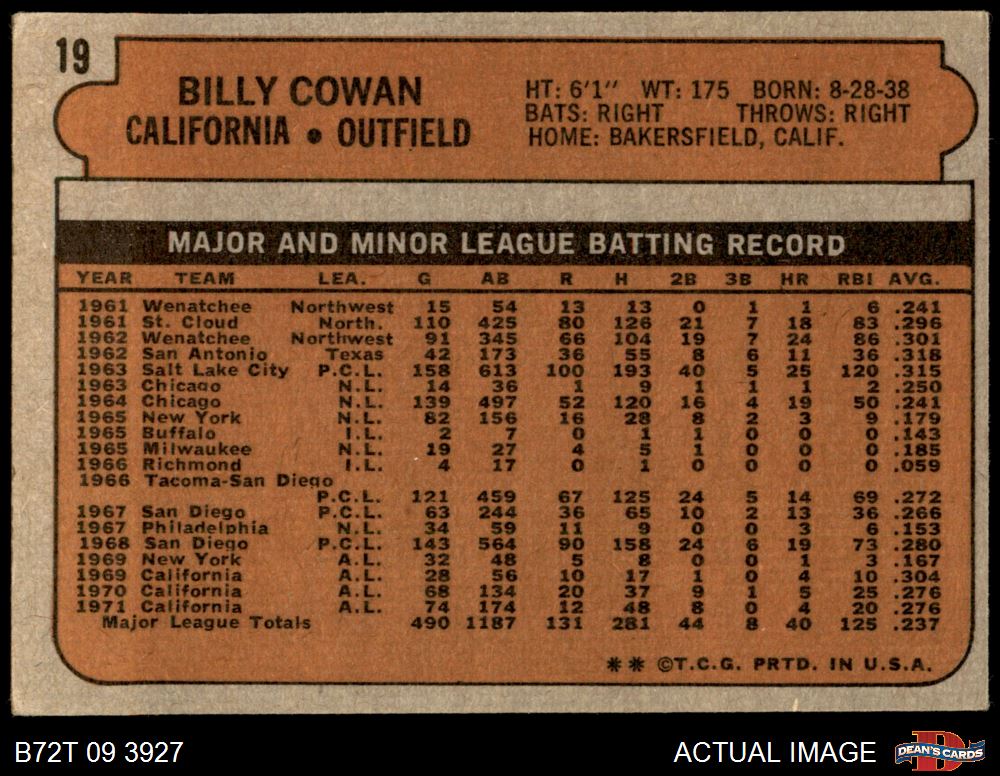 19
BILLY COWAN
CALIFORNIA • OUTFIELD
HT: 6'1" WT: 175 BORN: 8-28-38
BATS: RIGHT THROWS: RIGHT
HOME: BAKERSFIELD, CALIF.
MAJOR AND MINOR LEAGUE BATTING RECORD
YEAR TEAM LEA. G AB R H 2B 3B HR RBI AVG.
1961 Wenatchee Northwest 15 54 13 13 0 1 1 6 .241
1961 St. Cloud North. 110 425 80 126 21 7 18 83 .296
1962 Wenatchee Northwest 91 345 66 104 19 7 24 86 .301
1962 San Antonio Texas 42 173 36 55 8 6 11 36 .318
1963 Salt Lake City P.C.L. 158 613 100 193 40 5 25 120 .315
1963 Chicago N.L. 14 36 1 9 1 1 1 2 .250
1964 Chicago N.L. 139 497 52 120 16 4 19 50 .241
1965 New York N.L. 82 156 16 28 8 2 3 9 .179
1965 Buffalo I.L. 2 7 0 1 1 0 0 0 .143
1965 Milwaukee N.L. 19 27 4 5 1 0 0 0 .185
1966 Richmond I.L. 4 17 0 1 0 0 0 0 .059
1966 Tacoma-San Diego
P.C.L. 121 459 67 125 24 5 14 69 .272
1967 San Diego P.C.L. 63 244 36 65 10 2 13 36 .266
1967 Philadelphia N.L. 34 59 11 9 0 0 3 6 .153
1968 San Diego P.C.L. 143 564 90 158 24 6 19 73 .280
1969 New York A.L. 32 48 5 8 0 0 1 3 .167
1969 California A.L. 28 56 10 17 1 0 4 10 .304
1970 California A.L. 68 134 20 37 9 1 5 25 .276
1971 California A.L. 74 174 12 48 8 0 4 20 .276
Major League Totals 490 1187 131 281 44 8 40 125 .237
** ©T.C.G. PRTD. IN U.S.A.
B72T 09 3927
ACTUAL IMAGE
D
DEAN'S CARDS